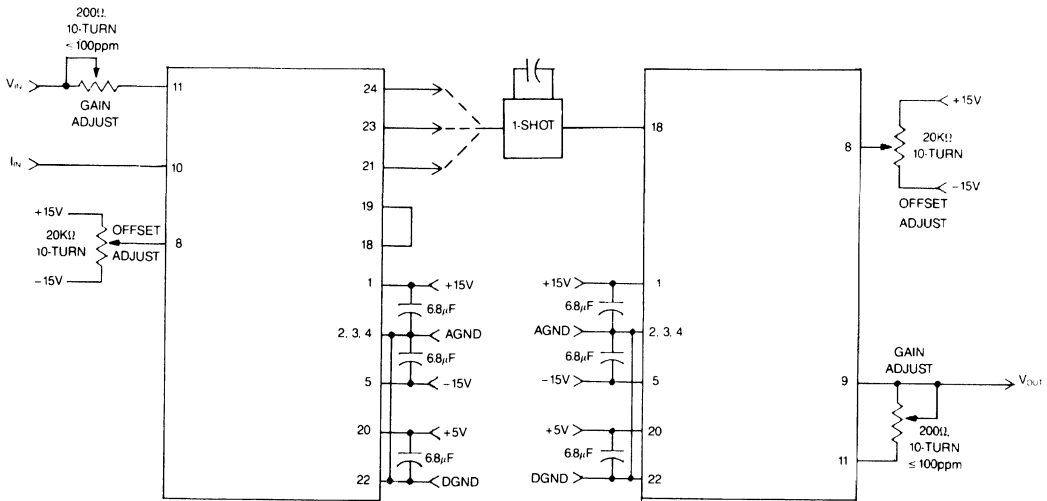 200Ω,
10-TURN
≤ 100ppm
V_IN
11
GAIN
ADJUST
I_IN
10
+15V
20KΩ
10-TURN
-15V
OFFSET
ADJUST
8
24
23
21
19
18
1
+15V
6.8µF
2, 3, 4
AGND
6.8µF
5
-15V
20
+5V
6.8µF
22
DGND
1-SHOT
18
8
+15V
20KΩ
10-TURN
-15V
OFFSET
ADJUST
+15V
1
6.8µF
AGND
2, 3, 4
6.8µF
-15V
5
+5V
20
6.8µF
DGND
22
GAIN
ADJUST
9
V_OUT
200Ω,
10-TURN
≤ 100ppm
11